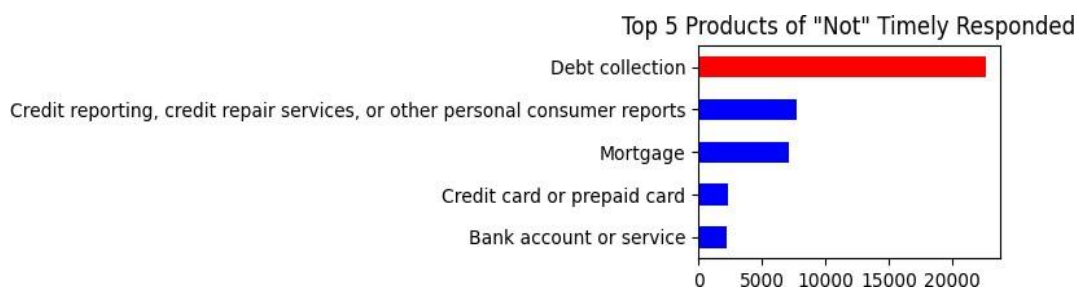 Top 5 Products of "Not" Timely Responded
Debt collection
Credit reporting, credit repair services, or other personal consumer reports
Mortgage
Credit card or prepaid card
Bank account or service
0 5000 10000 15000 20000